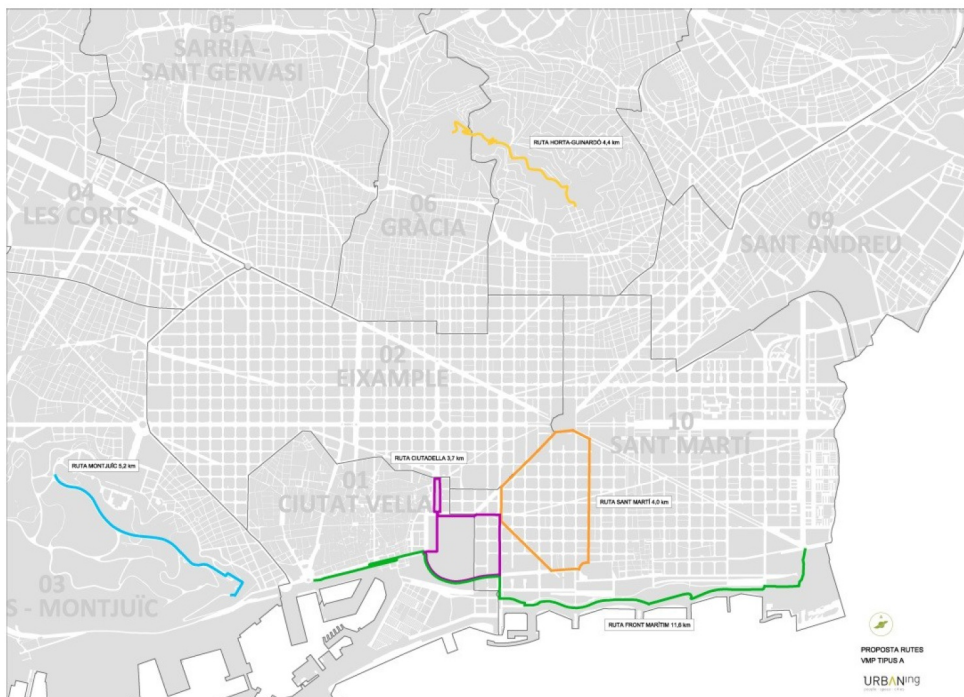 NOU BARRI
05
SARRIÀ -
SANT GERVASI
RUTA HORTA-GUINARDÓ 4,4 km
04
LES CORTS
06
GRÀCIA
09
SANT ANDREU
02
EIXAMPLE
10
SANT MARTÍ
RUTA MONTJUÏC 5,2 km
RUTA CIUTADELLA 3,7 km
01
CIUTAT VELLA
RUTA SANT MARTÍ 4,0 km
03
S - MONTJUÏC
RUTA FRONT MARÍTIM 11,6 km
PROPOSTA RUTES
VMP TIPUS A
URBANing